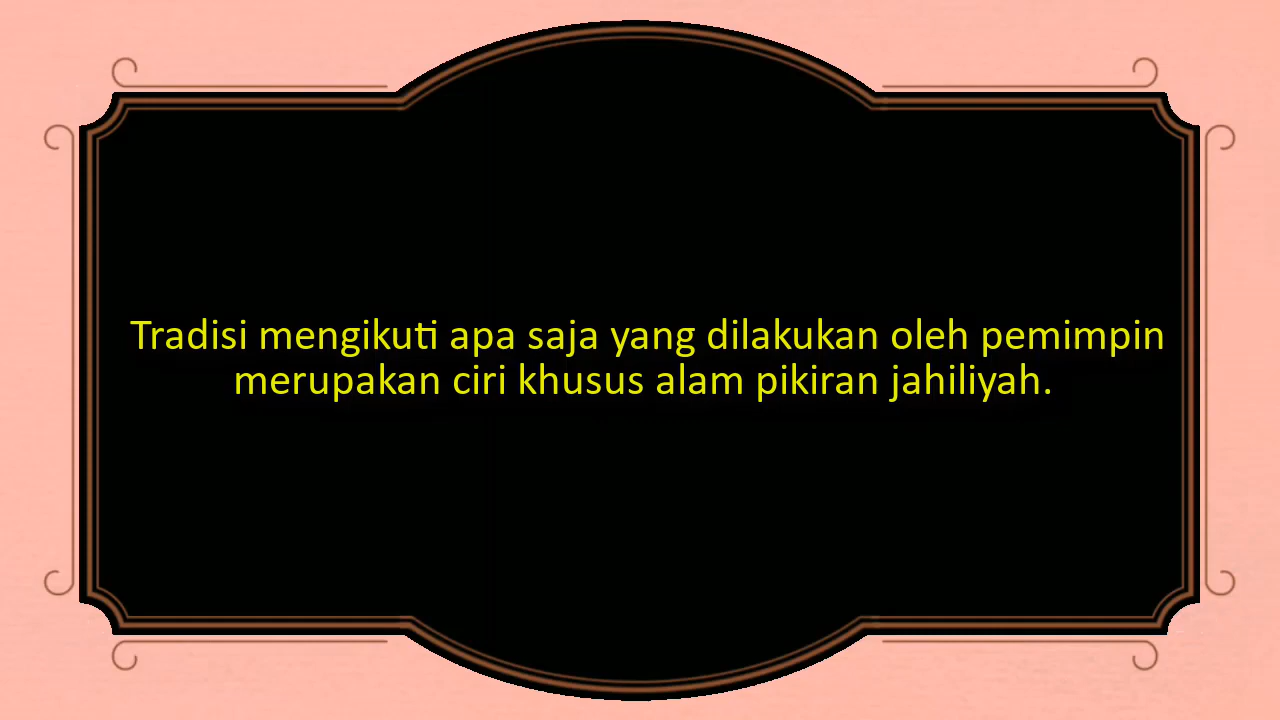 Tradisi mengikuti apa saja yang dilakukan oleh pemimpin
merupakan ciri khusus alam pikiran jahiliyah.